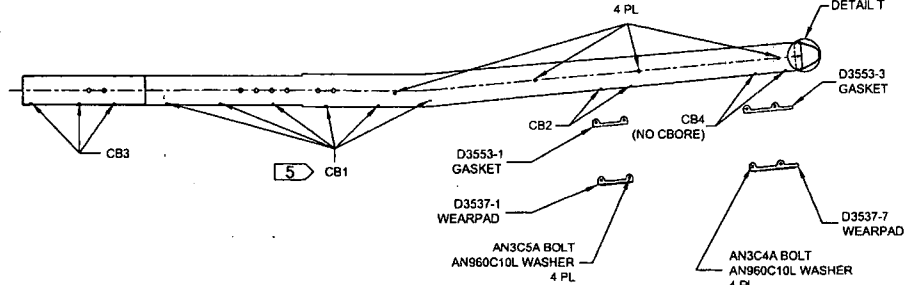 4 PL
DETAIL T
D3553-3
GASKET
CB2
CB4
(NO CBORE)
CB3
5
CB1
D3553-1
GASKET
D3537-1
WEARPAD
D3537-7
WEARPAD
AN3C5A BOLT
AN960C10L WASHER
4 PL
AN3C4A BOLT
AN960C10L WASHER
4 PL